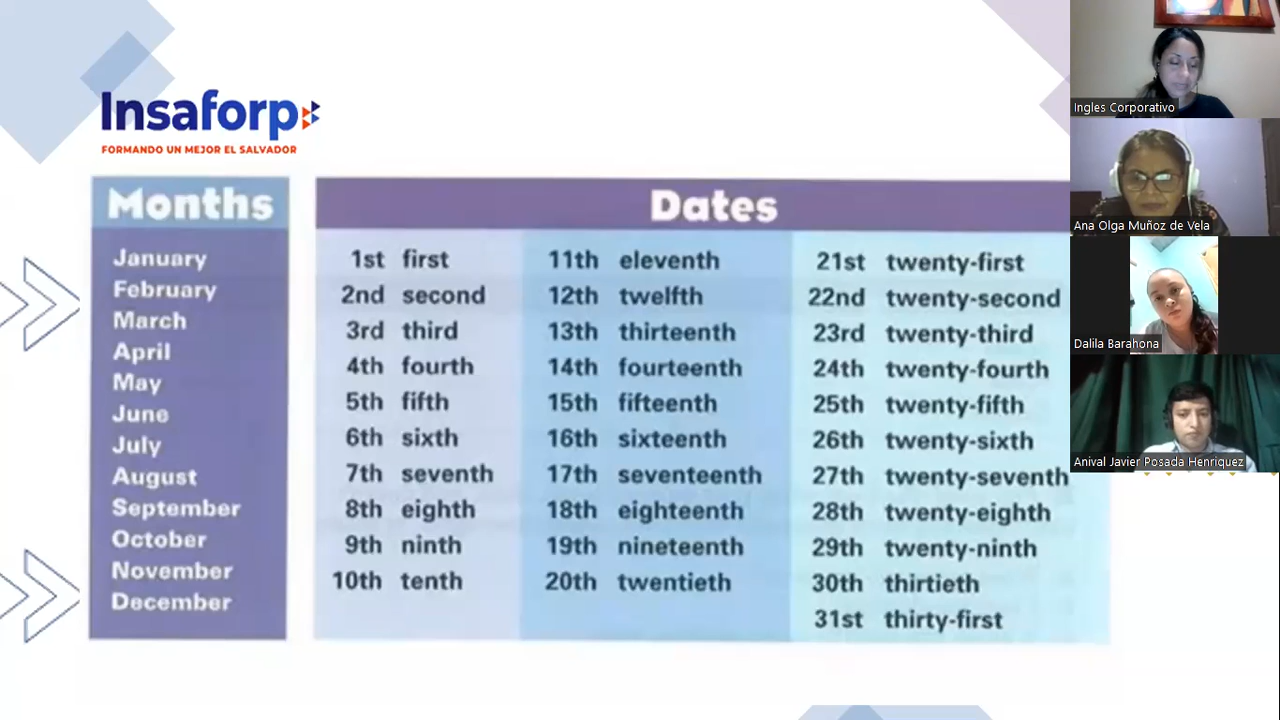 Insaforp
FORMANDO UN MEJOR EL SALVADOR
Months
January
February
March
April
May
June
July
August
September
October
November
December
Dates
1st first
2nd second
3rd third
4th fourth
5th fifth
6th sixth
7th seventh
8th eighth
9th ninth
10th tenth
11th eleventh
12th twelfth
13th thirteenth
14th fourteenth
15th fifteenth
16th sixteenth
17th seventeenth
18th eighteenth
19th nineteenth
20th twentieth
21st twenty-first
22nd twenty-second
23rd twenty-third
24th twenty-fourth
25th twenty-fifth
26th twenty-sixth
27th twenty-seventh
28th twenty-eighth
29th twenty-ninth
30th thirtieth
31st thirty-first
Ingles Corporativo
Ana Olga Muñoz de Vela
Dalila Barahona
Anival Javier Posada Henriquez